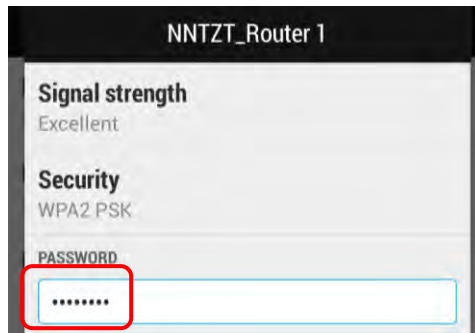 NNTZT_Router 1
Signal strength
Excellent
Security
WPA2 PSK
PASSWORD
••••••••